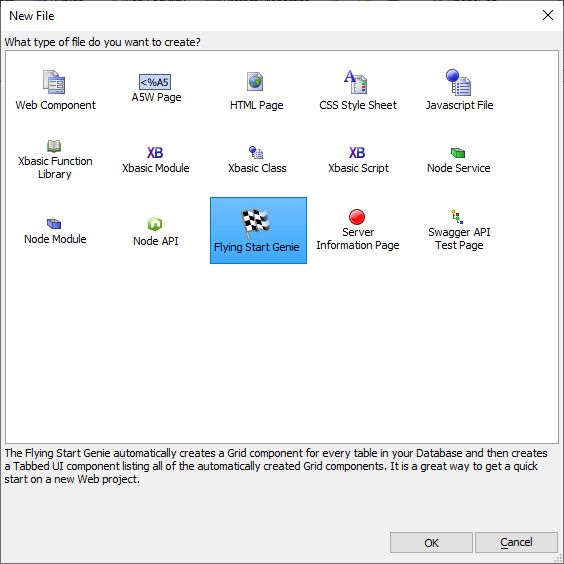 New File
What type of file do you want to create?
Web Component
<%A5
A5W Page
HTML Page
CSS Style Sheet
Javascript File
Xbasic Function
Library
XB
Xbasic Module
Xbasic Class
XB
Xbasic Script
Node Service
Node Module
Node API
Flying Start Genie
Server
Information Page
Swagger API
Test Page
The Flying Start Genie automatically creates a Grid component for every table in your Database and then creates
a Tabbed UI component listing all of the automatically created Grid components. It is a great way to get a quick
start on a new Web project.
OK
Cancel